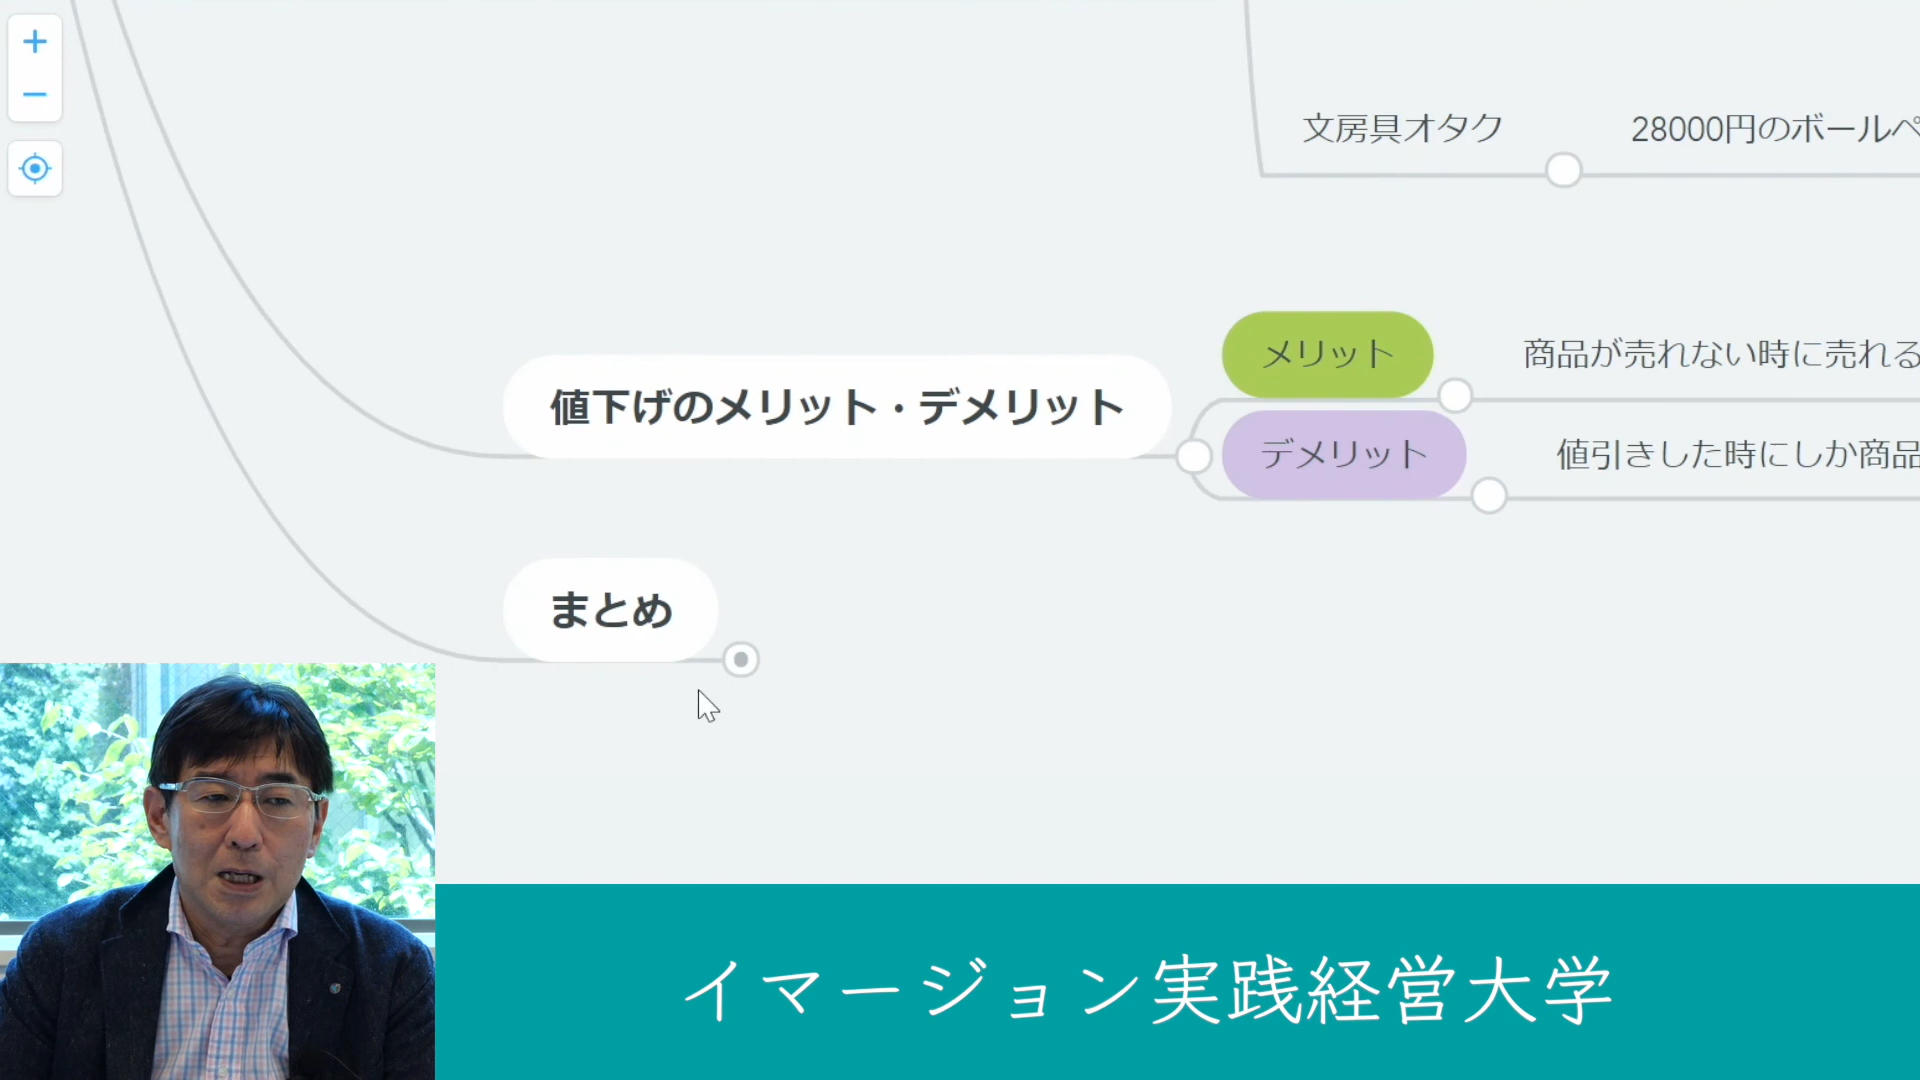 文房具オタク
28000円のボールペ
メリット
商品が売れない時に売れる
値下げのメリット・デメリット
デメリット
値引きした時にしか商品
まとめ
イマージョン実践経営大学